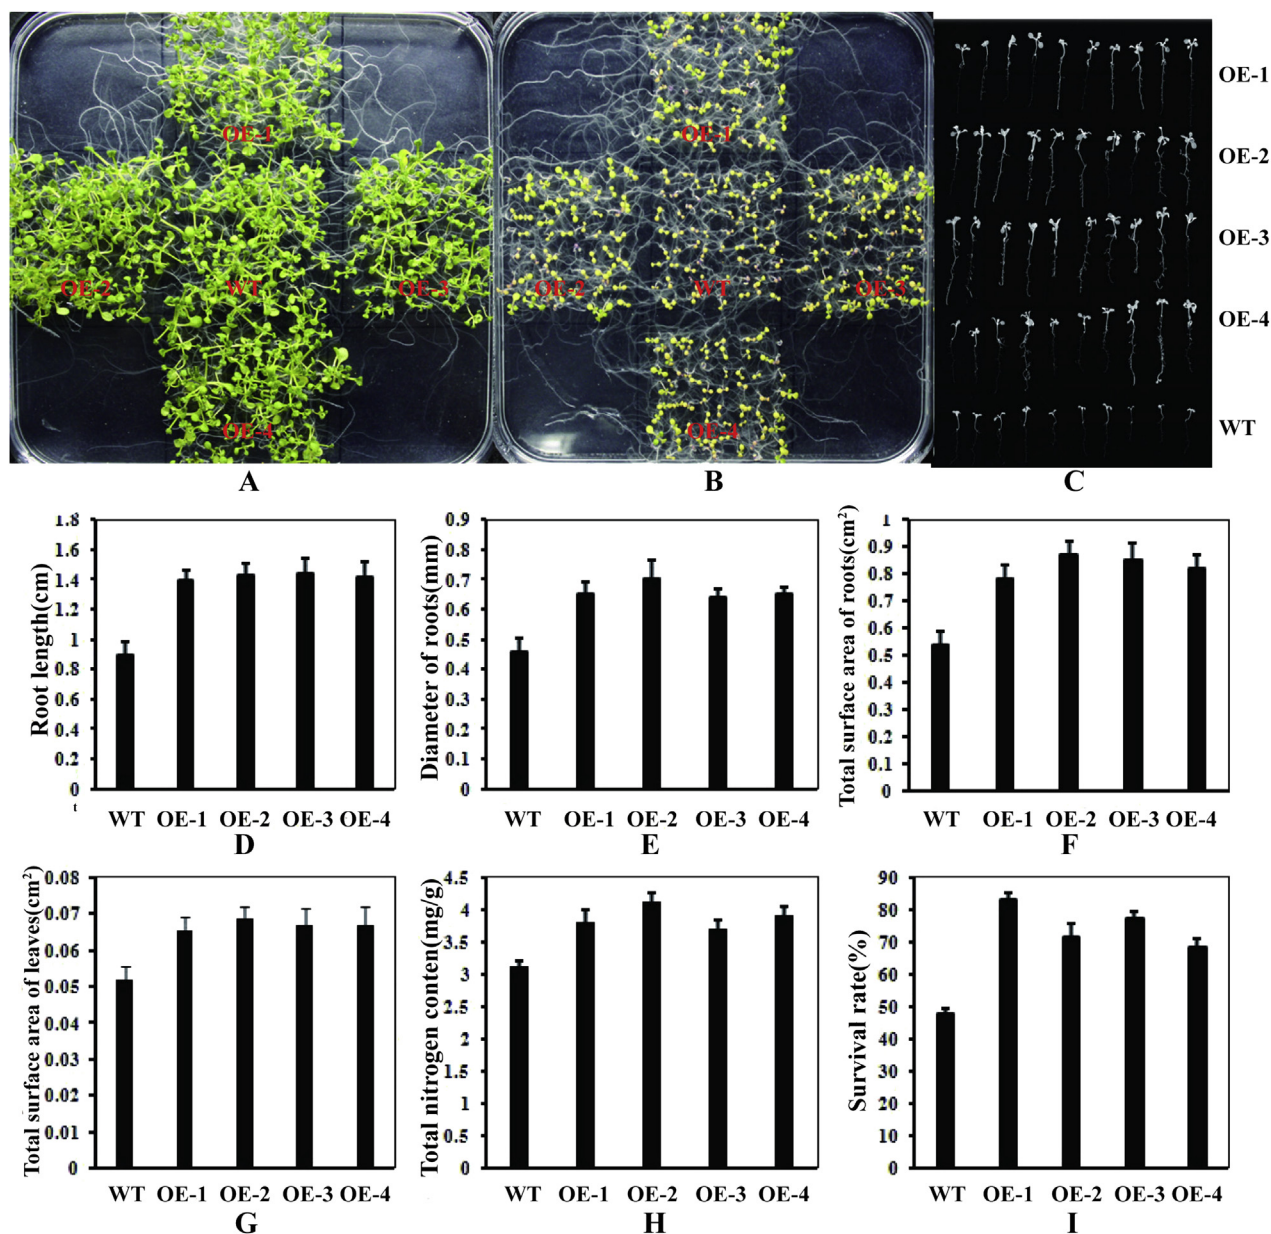 OE-1
OE-2
WT
OE-3
OE-4
A
OE-1
OE-2
WT
OE-3
OE-4
B
OE-1
OE-2
OE-3
OE-4
WT
C
Root length(cm)
1.8
1.6
1.4
1.2
1
0.8
0.6
0.4
0.2
0
t
WT OE-1 OE-2 OE-3 OE-4
D
Diameter of roots(mm)
0.9
0.8
0.7
0.6
0.5
0.4
0.3
0.2
0.1
0
WT OE-1 OE-2 OE-3 OE-4
E
Total surface area of roots(cm²)
1
0.9
0.8
0.7
0.6
0.5
0.4
0.3
0.2
0.1
0
WT OE-1 OE-2 OE-3 OE-4
F
Total surface area of leaves(cm²)
0.08
0.07
0.06
0.05
0.04
0.03
0.02
0.01
0
WT OE-1 OE-2 OE-3 OE-4
G
Total nitrogen conten(mg/g)
4.5
4
3.5
3
2.5
2
1.5
1
0.5
0
WT OE-1 OE-2 OE-3 OE-4
H
Survival rate(%)
90
80
70
60
50
40
30
20
10
0
WT OE-1 OE-2 OE-3 OE-4
I